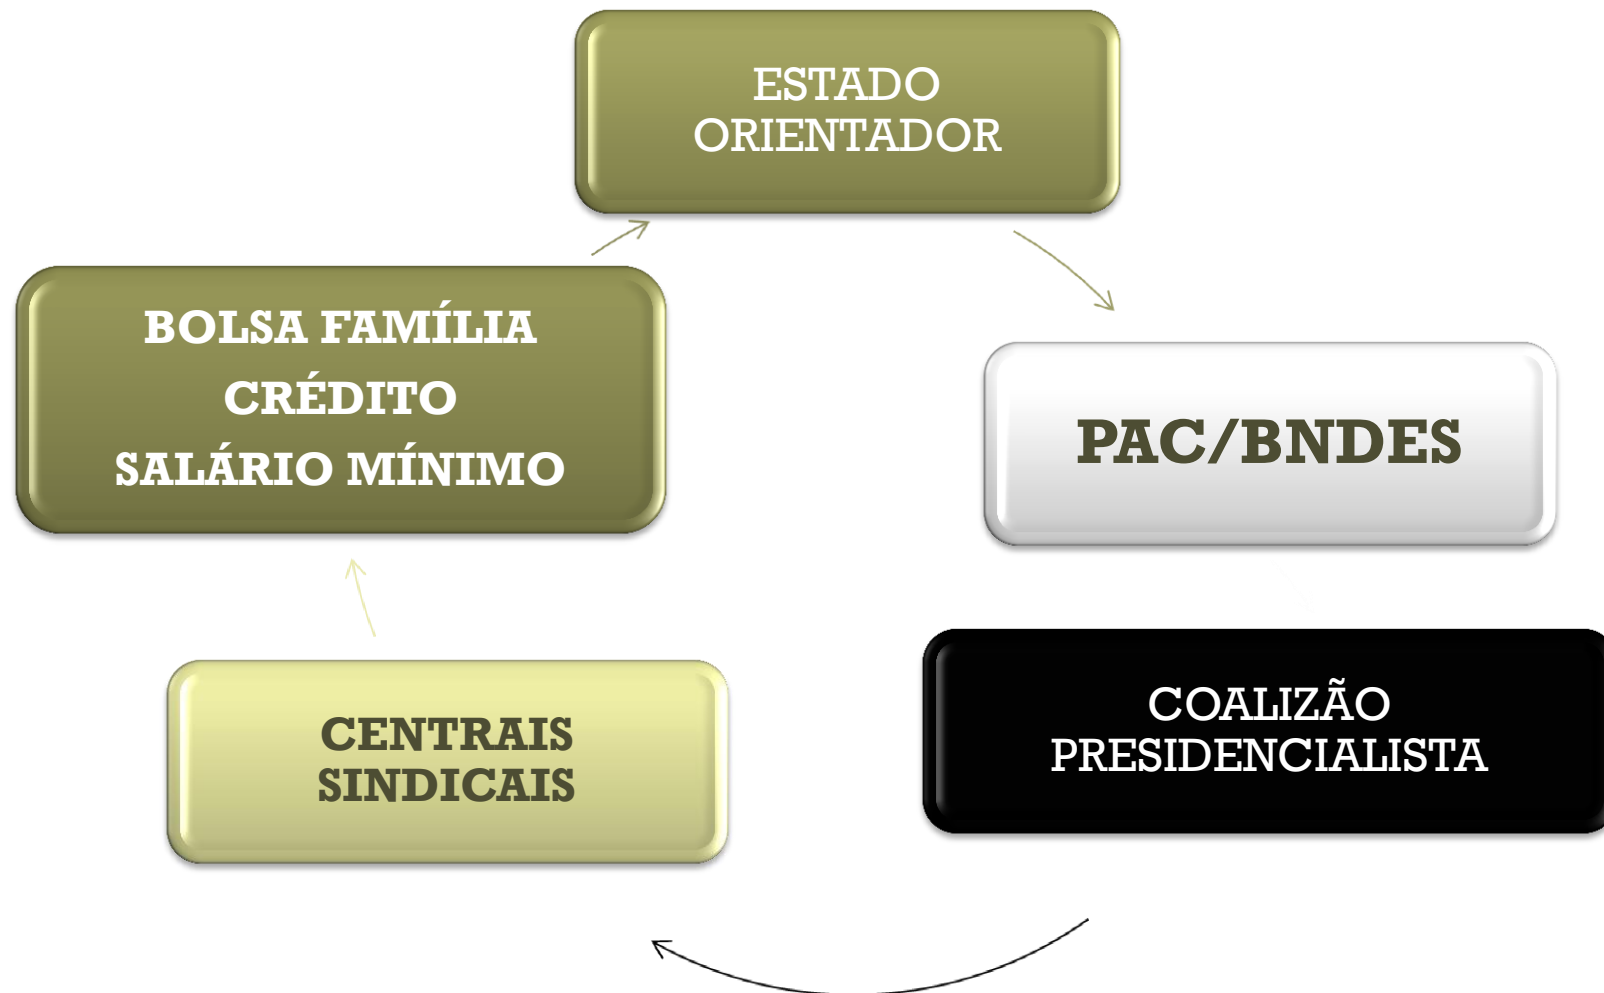 ESTADO
ORIENTADOR
BOLSA FAMÍLIA
CRÉDITO
SALÁRIO MÍNIMO
PAC/BNDES
CENTRAIS
SINDICAIS
COALIZÃO
PRESIDENCIALISTA